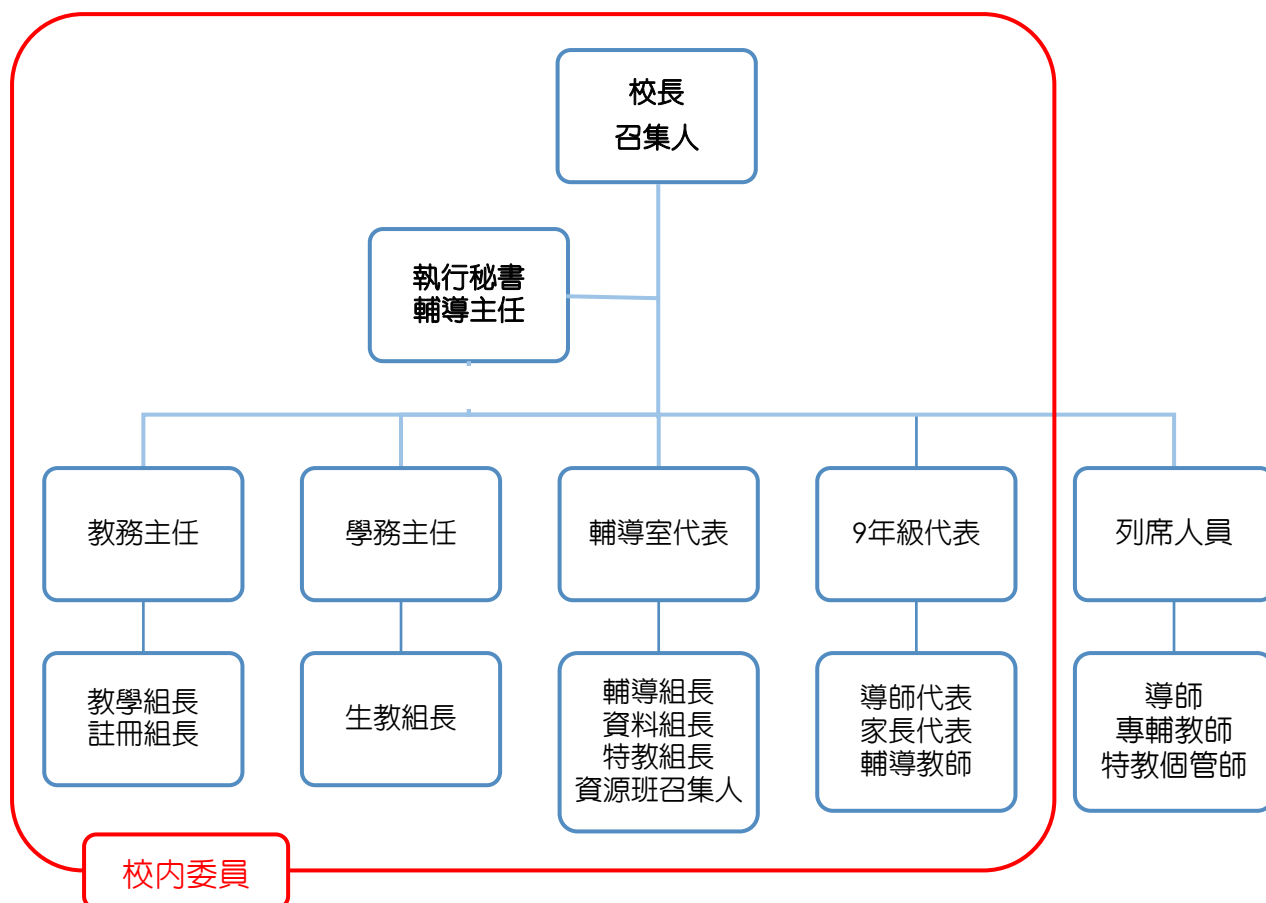 校長
召集人
執行秘書
輔導主任
教務主任
學務主任
輔導室代表
9年級代表
列席人員
教學組長
註冊組長
生教組長
輔導組長
資料組長
特教組長
資源班召集人
導師代表
家長代表
輔導教師
導師
專輔教師
特教個管師
校內委員